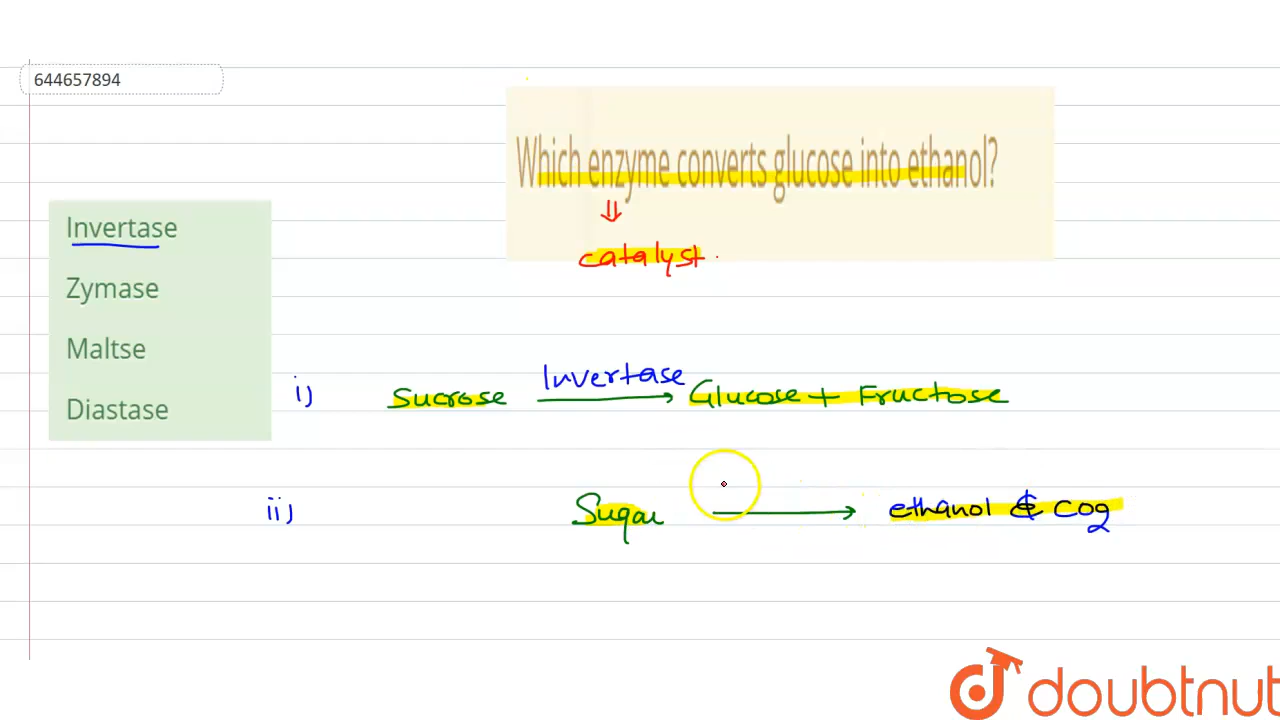 644657894
Which enzyme converts glucose into ethanol?
⇓
catalyst.
Invertase
Zymase
Maltse
Diastase
i) Sucrose Invertase → Glucose + Fructose
ii) Sugar → ethanol & CO2
doubtnut